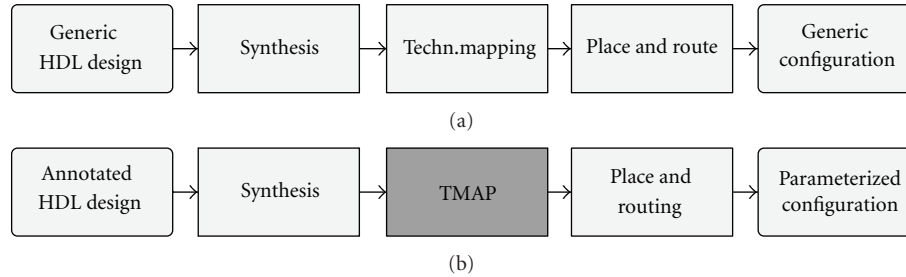 Generic
HDL design
Synthesis
Techn.mapping
Place and route
Generic
configuration
(a)
Annotated
HDL design
Synthesis
TMAP
Place and
routing
Parameterized
configuration
(b)